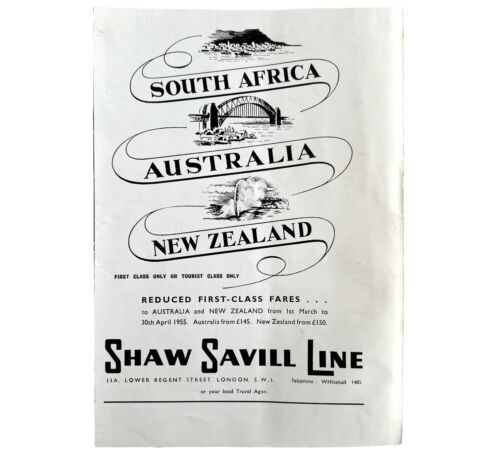 SOUTH AFRICA
AUSTRALIA
NEW ZEALAND
FIRST CLASS ONLY OR TOURIST CLASS ONLY
REDUCED FIRST-CLASS FARES . . .
to AUSTRALIA and NEW ZEALAND from 1st March to
30th April 1955. Australia from £145. New Zealand from £150.
SHAW SAVILL LINE
11A, LOWER REGENT STREET, LONDON, S.W.1. Telephone: WHItehall 1485
or your local Travel Agent.